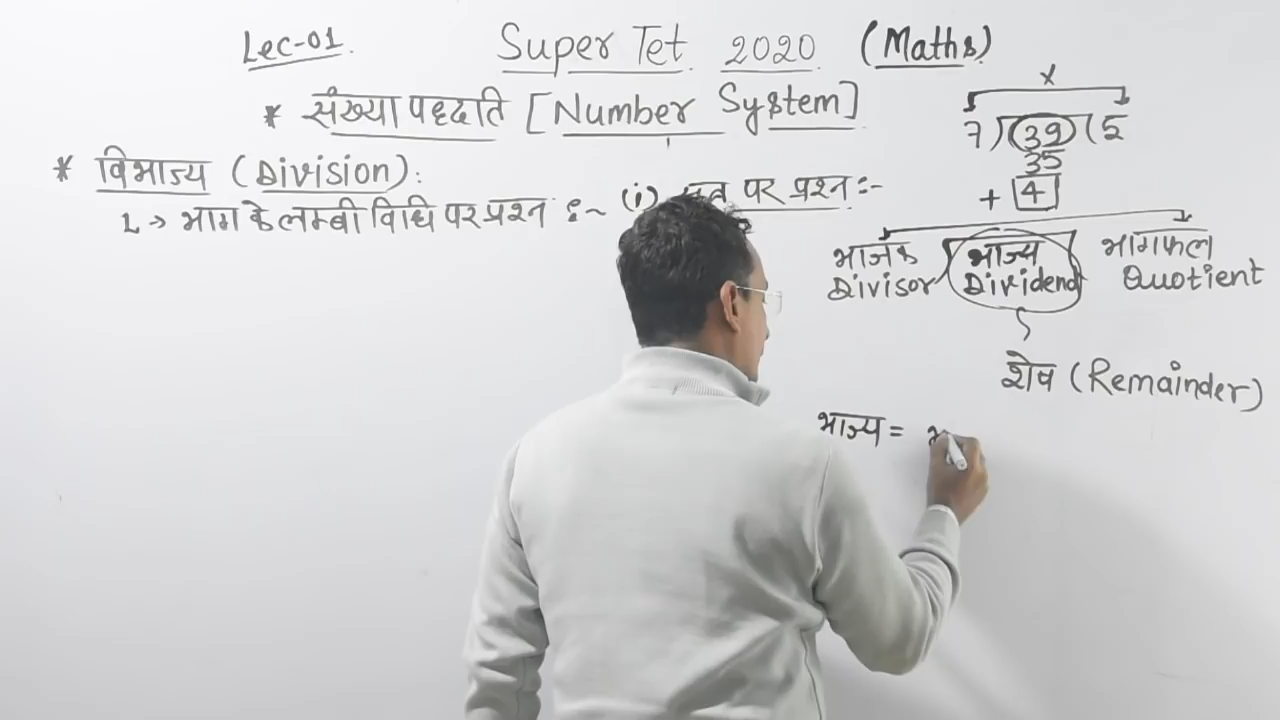 Lec-01.
Super Tet 2020 (Maths)
* संख्या पद्धति [Number System]
* विभाज्य (Division):
1 → भाग के लम्बी विधि पर प्रश्न :~
(i) पर प्रश्न :-
x
7) 39 (5
35
+ 4
भाजक भाज्य भागफल
Divisor Dividend Quotient
शेष (Remainder)
भाज्य =